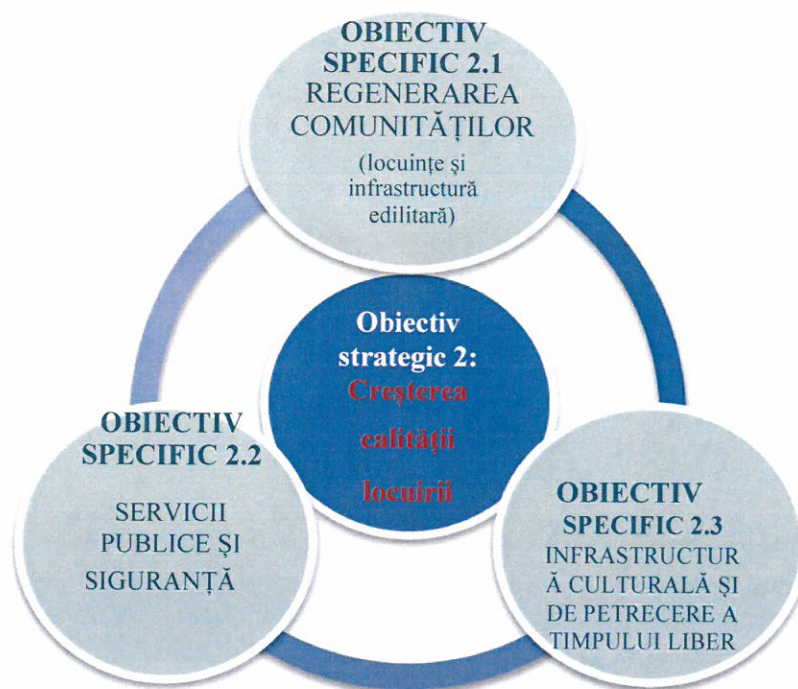 OBIECTIV
SPECIFIC 2.1
REGENERAREA
COMUNITĂȚILOR
(locuințe și
infrastructură
edilitară)
Obiectiv
strategic 2:
Creșterea
calității
locuirii
OBIECTIV
SPECIFIC 2.2
SERVICII
PUBLICE ȘI
SIGURANȚĂ
OBIECTIV
SPECIFIC 2.3
INFRASTRUCTUR
Ă CULTURALĂ ȘI
DE PETRECERE A
TIMPULUI LIBER